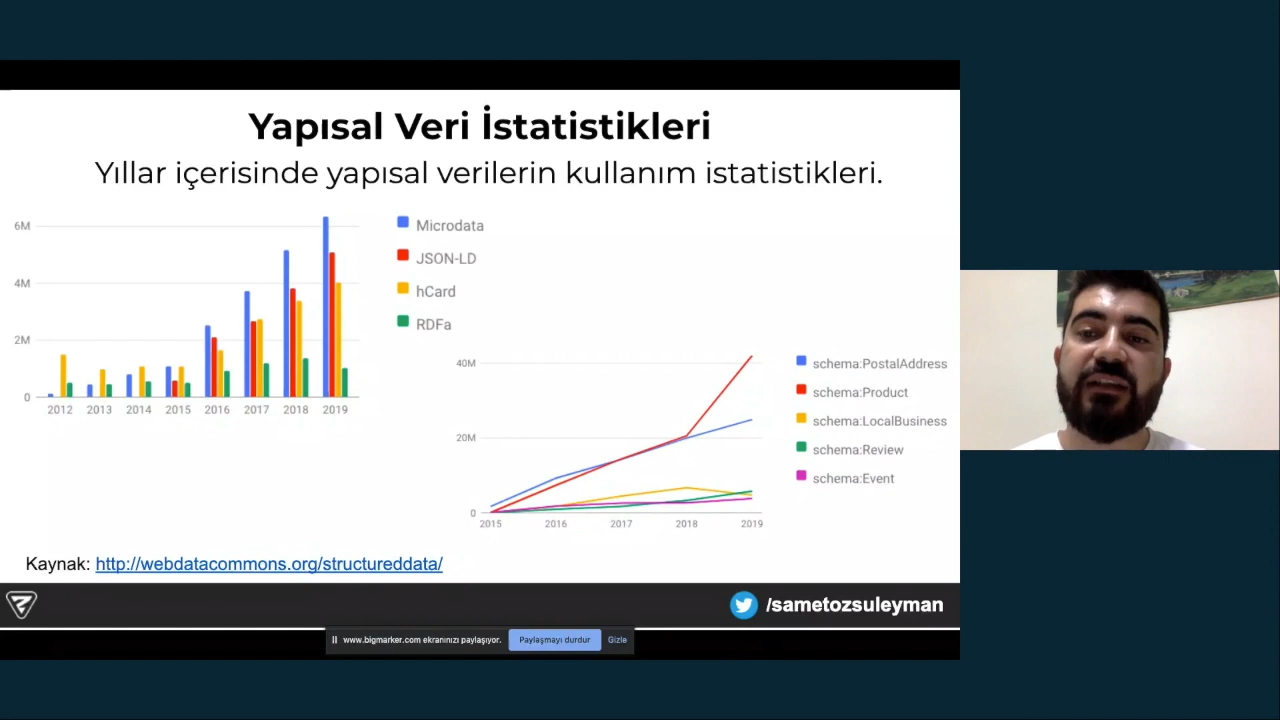 Yapısal Veri İstatistikleri
Yıllar içerisinde yapısal verilerin kullanım istatistikleri.
6M
4M
2M
0
2012 2013 2014 2015 2016 2017 2018 2019
Microdata
JSON-LD
hCard
RDFa
40M
20M
0
2015 2016 2017 2018 2019
schema:PostalAddress
schema:Product
schema:LocalBusiness
schema:Review
schema:Event
Kaynak: http://webdatacommons.org/structureddata/
/sametozsuleyman
www.bigmarker.com ekranınızı paylaşıyor. Paylaşmayı durdur Gizle